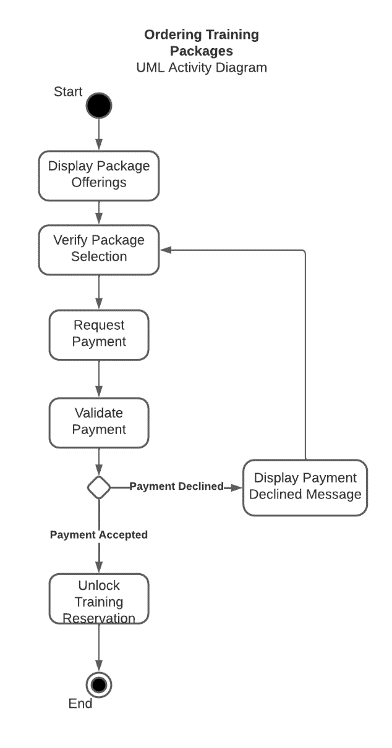 Ordering Training
Packages
UML Activity Diagram
Start
Display Package
Offerings
Verify Package
Selection
Request
Payment
Validate
Payment
Payment Declined
Display Payment
Declined Message
Payment Accepted
Unlock
Training
Reservation
End